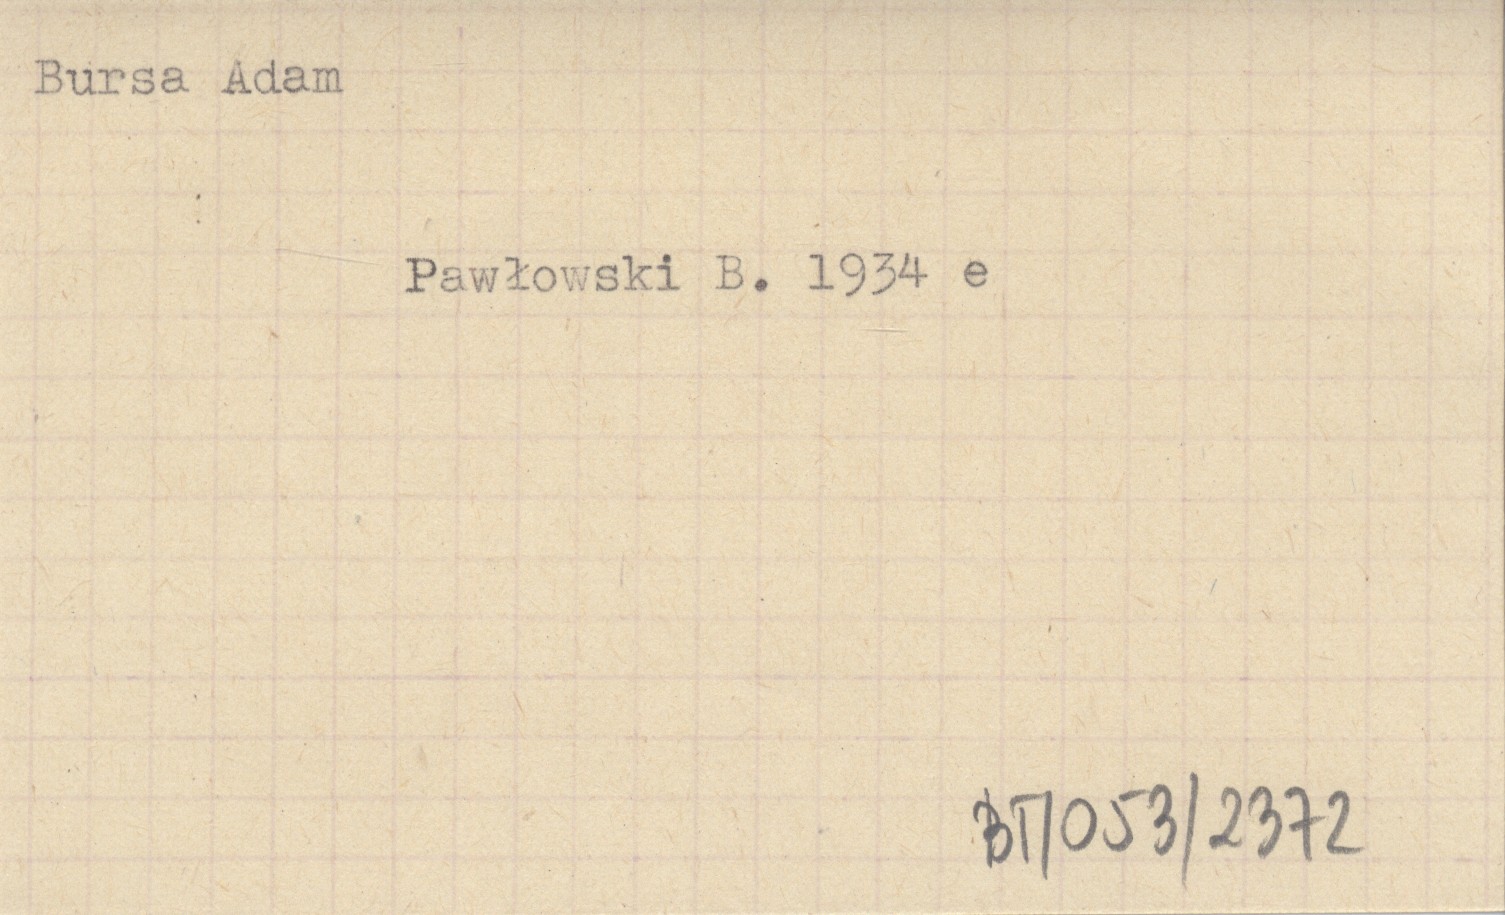 Bursa Adam
Pawłowski B. 1934 e
BT/053/2372